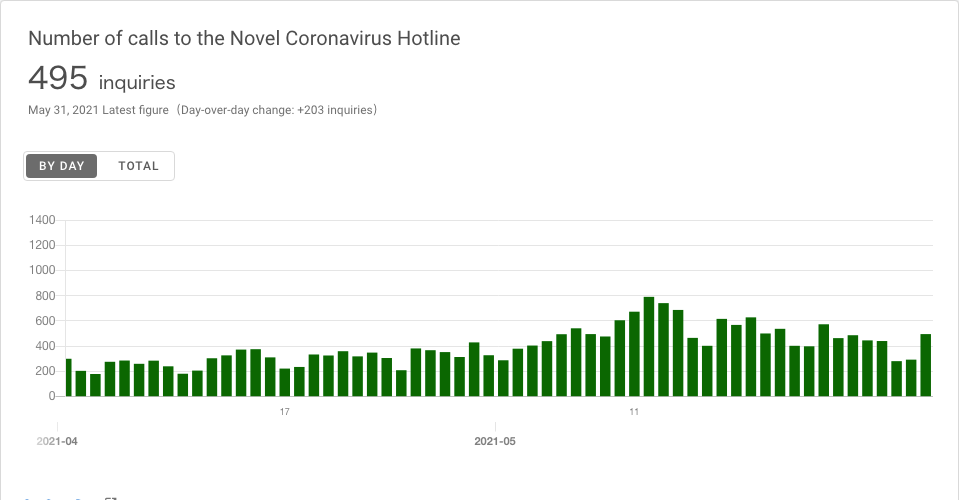 Number of calls to the Novel Coronavirus Hotline
495 inquiries
May 31, 2021 Latest figure（Day-over-day change: +203 inquiries）
BY DAY TOTAL
1400
1200
1000
800
600
400
200
0
17 11
2021-04 2021-05